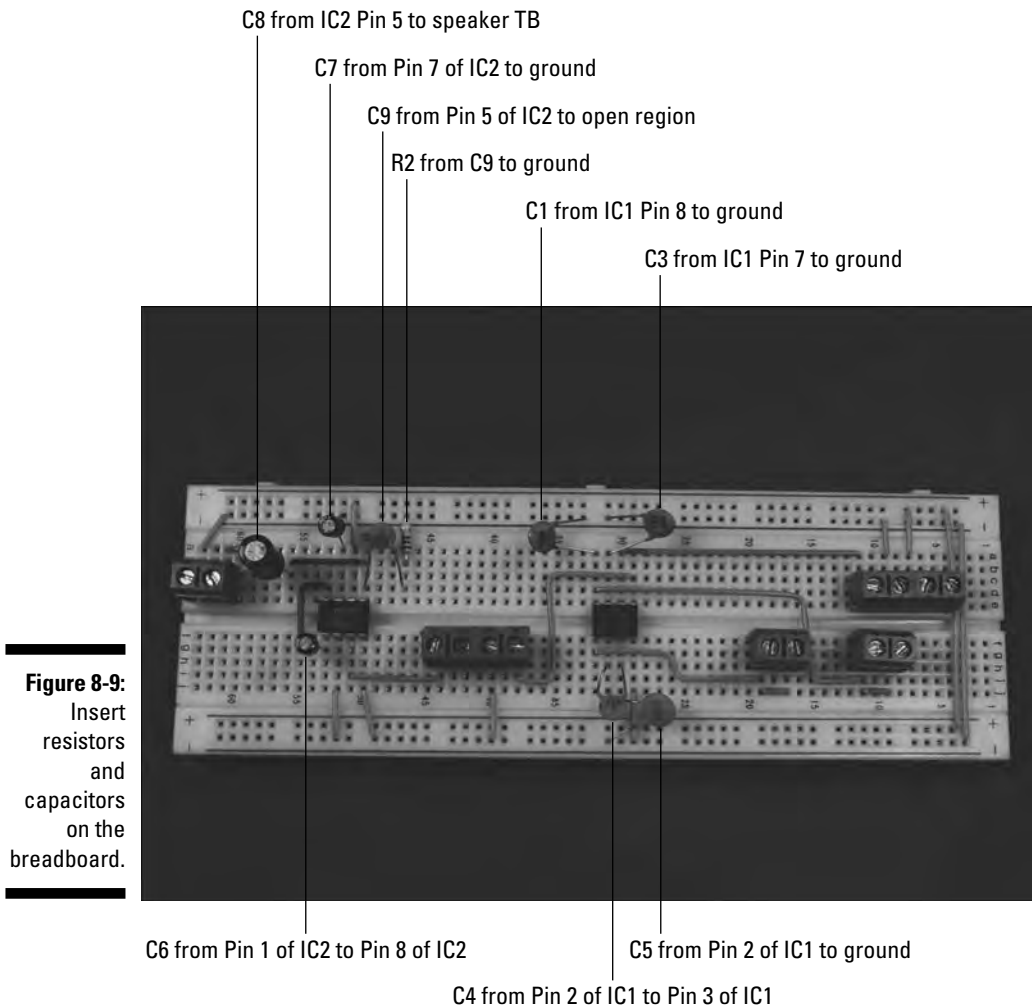 C8 from IC2 Pin 5 to speaker TB
C7 from Pin 7 of IC2 to ground
C9 from Pin 5 of IC2 to open region
R2 from C9 to ground
C1 from IC1 Pin 8 to ground
C3 from IC1 Pin 7 to ground
Figure 8-9:
Insert
resistors
and
capacitors
on the
breadboard.
C6 from Pin 1 of IC2 to Pin 8 of IC2
C5 from Pin 2 of IC1 to ground
C4 from Pin 2 of IC1 to Pin 3 of IC1